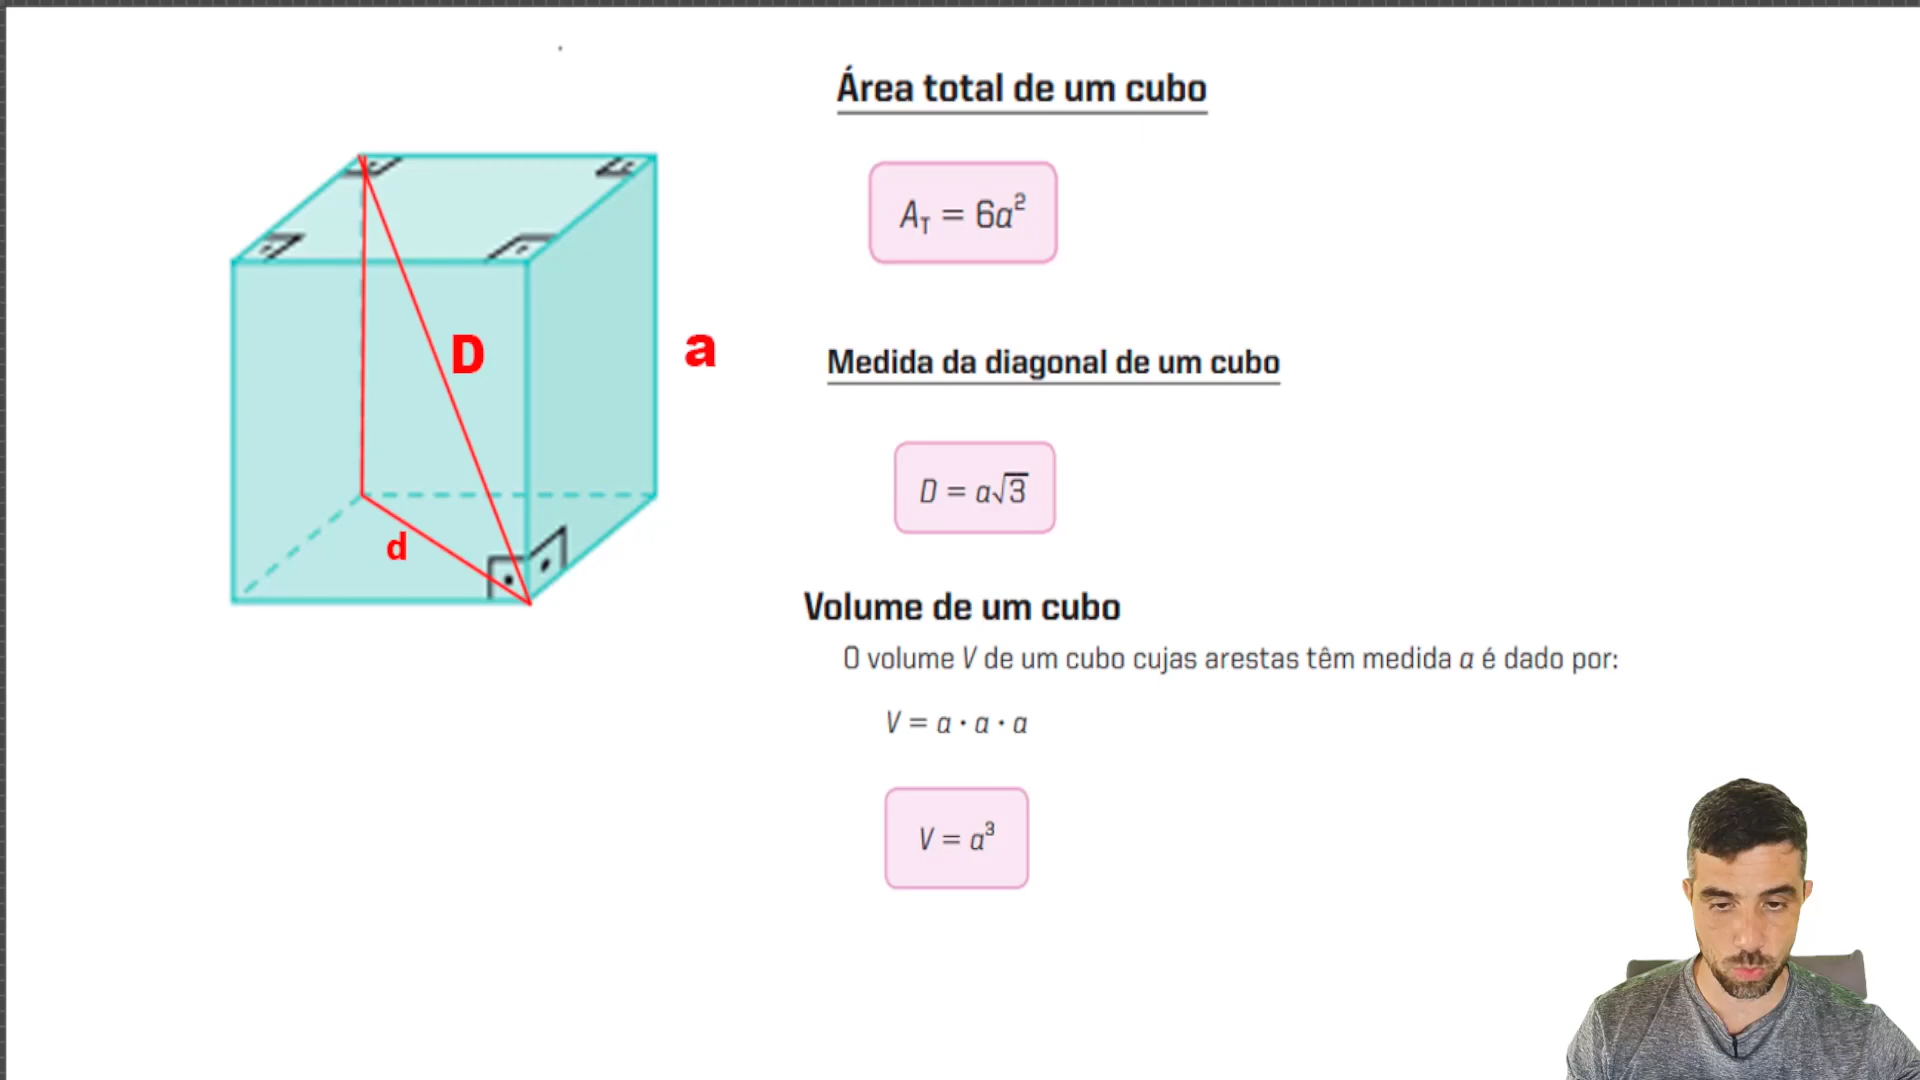 Área total de um cubo
A_T = 6a²
D
a
Medida da diagonal de um cubo
D = a√3
d
Volume de um cubo
O volume V de um cubo cujas arestas têm medida a é dado por:
V = a · a · a
V = a³